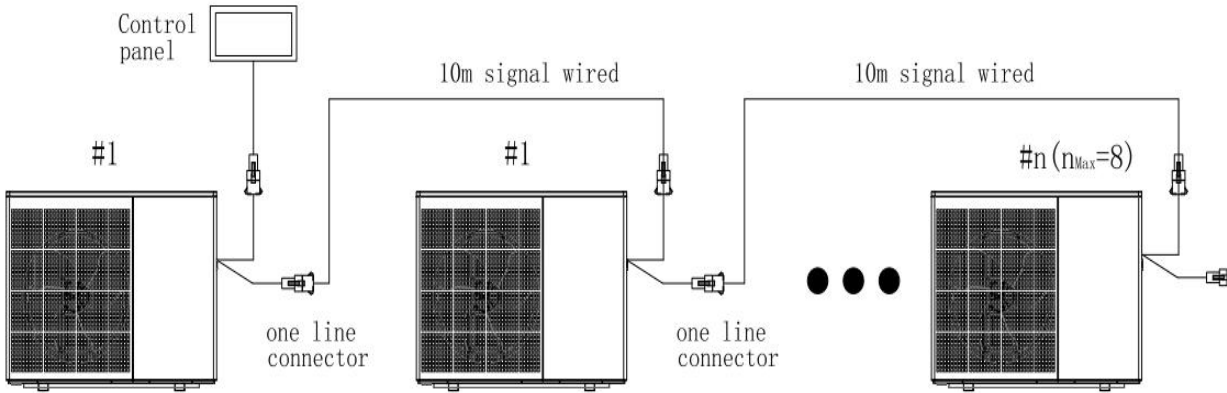 Control
panel
10m signal wired
10m signal wired
#1
#1
#n(nMax=8)
one line
connector
one line
connector